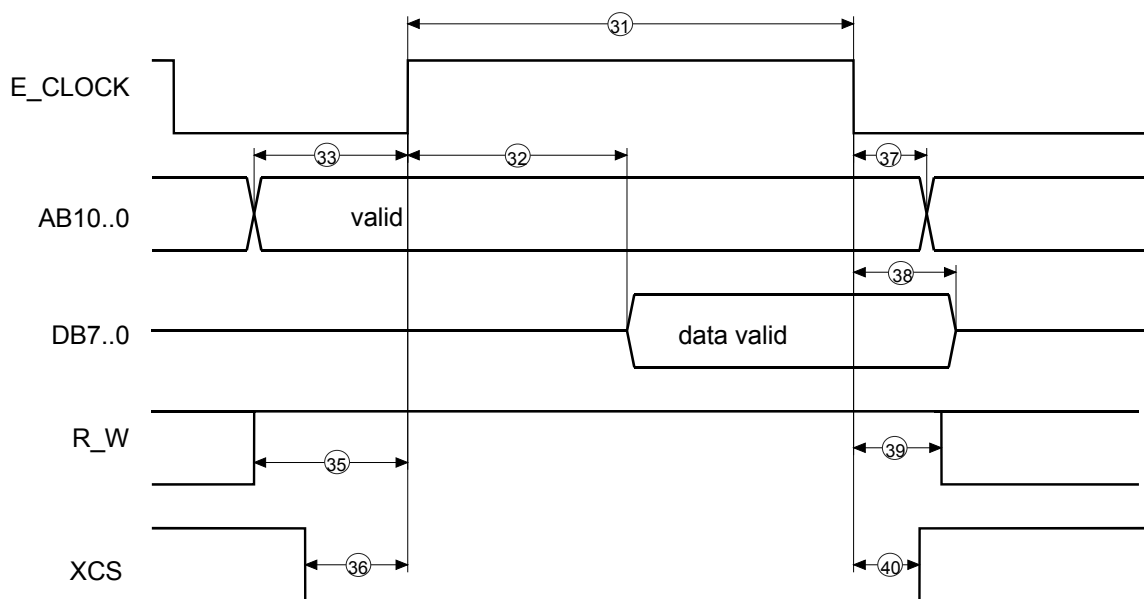 31
E_CLOCK
33
32
37
AB10..0
valid
38
DB7..0
data valid
R_W
35
39
XCS
36
40